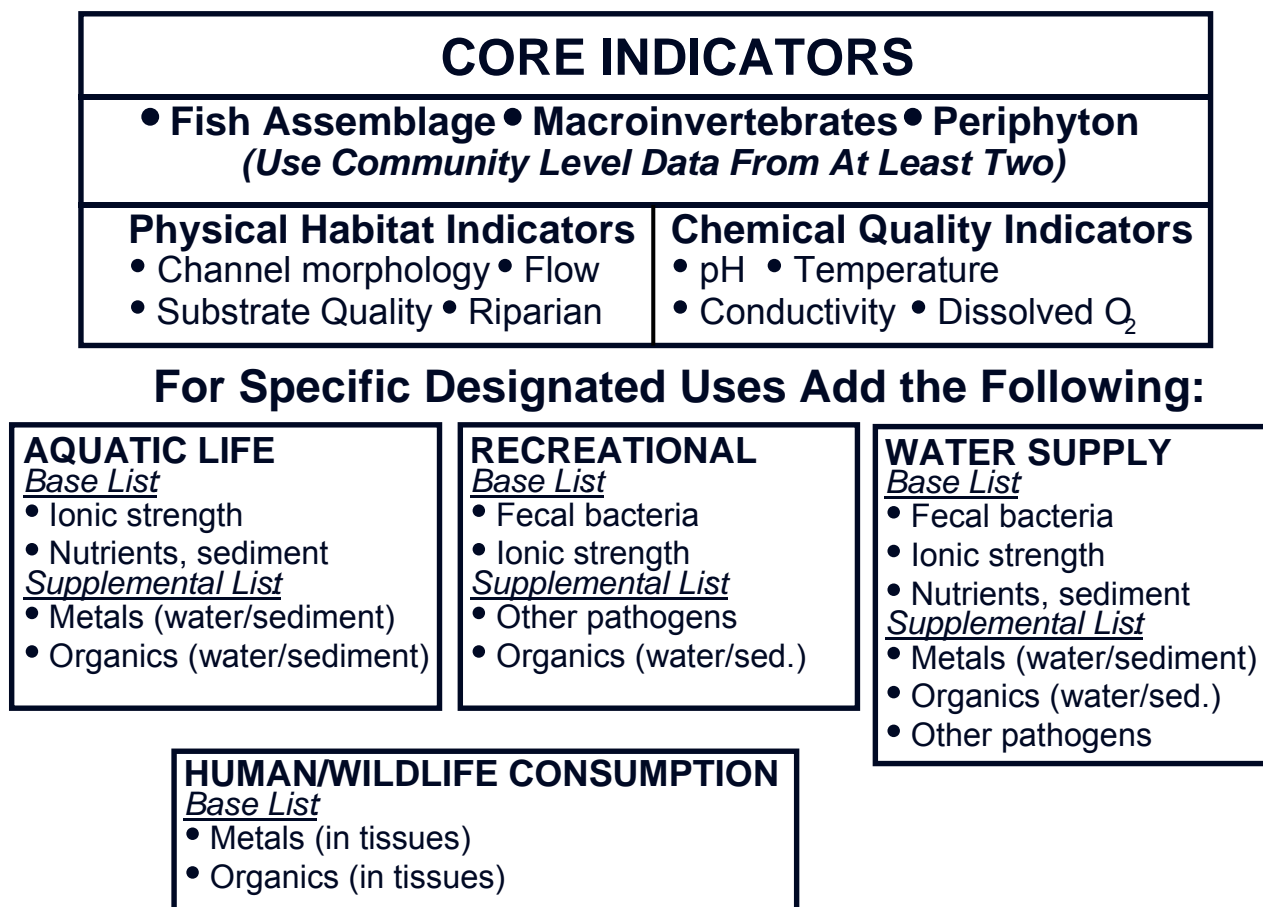 CORE INDICATORS
• Fish Assemblage • Macroinvertebrates • Periphyton
(Use Community Level Data From At Least Two)
Physical Habitat Indicators
• Channel morphology • Flow
• Substrate Quality • Riparian
Chemical Quality Indicators
• pH • Temperature
• Conductivity • Dissolved O2
For Specific Designated Uses Add the Following:
AQUATIC LIFE
Base List
• Ionic strength
• Nutrients, sediment
Supplemental List
• Metals (water/sediment)
• Organics (water/sediment)
RECREATIONAL
Base List
• Fecal bacteria
• Ionic strength
Supplemental List
• Other pathogens
• Organics (water/sed.)
WATER SUPPLY
Base List
• Fecal bacteria
• Ionic strength
• Nutrients, sediment
Supplemental List
• Metals (water/sediment)
• Organics (water/sed.)
• Other pathogens
HUMAN/WILDLIFE CONSUMPTION
Base List
• Metals (in tissues)
• Organics (in tissues)